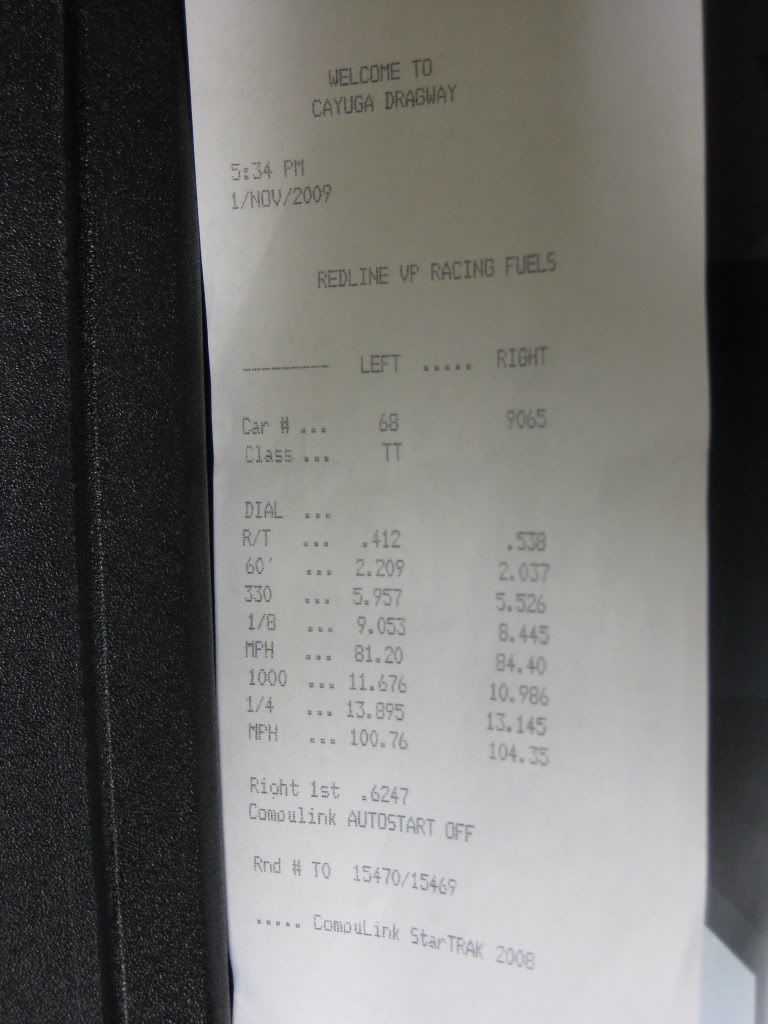 WELCOME TO
CAYUGA DRAGWAY
5:34 PM
1/NOV/2009
REDLINE VP RACING FUELS
--------- LEFT ..... RIGHT
Car # ... 68 9065
Class ... TT
DIAL ...
R/T ... .412 .538
60' ... 2.209 2.037
330 ... 5.957 5.526
1/8 ... 9.053 8.445
MPH ... 81.20 84.40
1000 ... 11.676 10.986
1/4 ... 13.895 13.145
MPH ... 100.76 104.35
Right 1st .6247
Compulink AUTOSTART OFF
Rnd # TO 15470/15469
..... CompuLink StarTRAK 2008